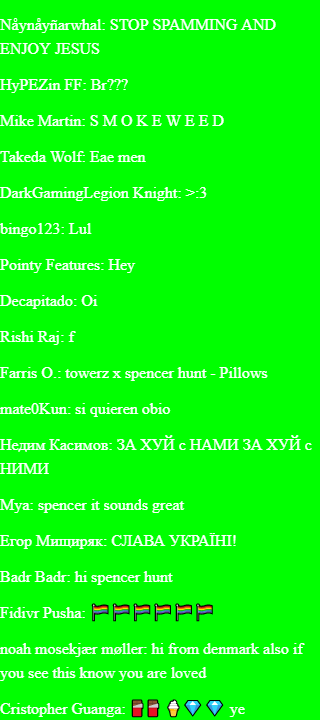 Nåynåyñarwhal: STOP SPAMMING AND
ENJOY JESUS
HyPEZin FF: Br???
Mike Martin: S M O K E W E E D
Takeda Wolf: Eae men
DarkGamingLegion Knight: >:3
bingo123: Lul
Pointy Features: Hey
Decapitado: Oi
Rishi Raj: f
Farris O.: towerz x spencer hunt - Pillows
mate0Kun: si quieren obio
Недим Касимов: ЗА ХУЙ с НАМИ ЗА ХУЙ с
НИМИ
Mya: spencer it sounds great
Егор Мищиряк: СЛАВА УКРАЇНІ!
Badr Badr: hi spencer hunt
Fidivr Pusha: 🏳️‍🌈🏳️‍🌈🏳️‍🌈🏳️‍🌈🏳️‍🌈🏳️‍🌈
noah mosekjær møller: hi from denmark also if
you see this know you are loved
Cristopher Guanga: 🥤🥤🍦💎💎 ye